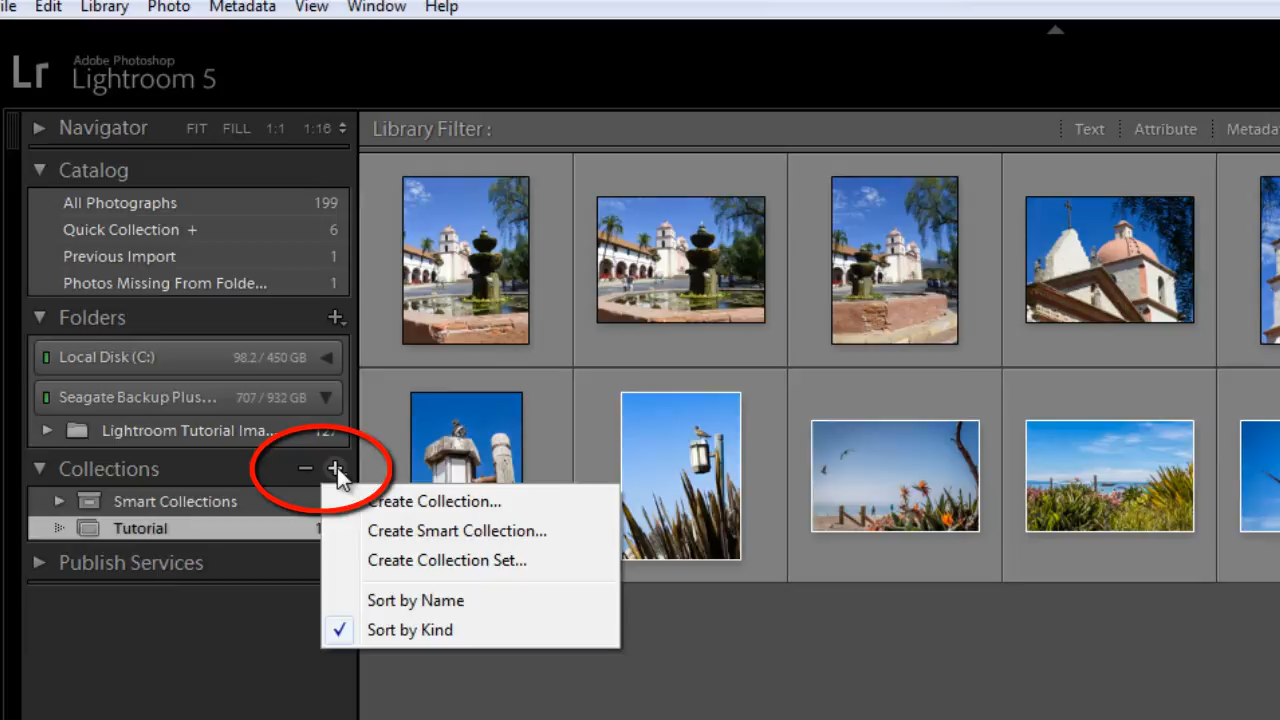 ile Edit Library Photo Metadata View Window Help
Lr Adobe Photoshop
Lightroom 5
Navigator FIT FILL 1:1 1:16
Library Filter :
Text Attribute Metada
Catalog
All Photographs 199
Quick Collection + 6
Previous Import 1
Photos Missing From Folde... 1
Folders
Local Disk (C:) 98.2 / 450 GB
Seagate Backup Plus... 707 / 932 GB
Lightroom Tutorial Ima... 127
Collections
Smart Collections
Tutorial 1
Publish Services
Create Collection...
Create Smart Collection...
Create Collection Set...
Sort by Name
Sort by Kind